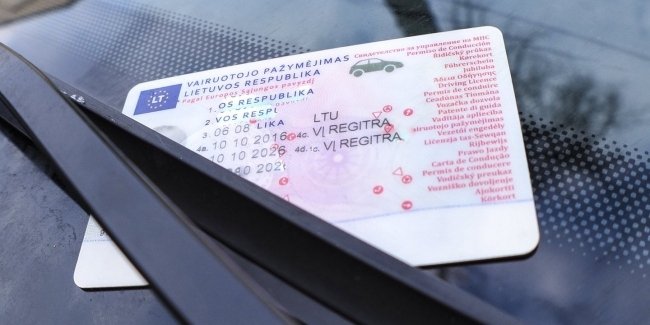 VAIRUOTOJO PAŽYMĖJIMAS
LIETUVOS RESPUBLIKA
Pagal Europos Sąjungos pavyzdį
LT
1. OS RESPUBLIKA
2 VOS RESPU
3 06 08 LIKA LTU
4a 10 10 2016 4c. VĮ REGITRA
10 10 2026 4d.1c. VĮ REGITRA
Свидетельство за управление на МПС
Permiso de Conducción
Řidičský průkaz
Kørekort
Führerschein
Juhiluba
Άδεια Οδήγησης
Driving Licence
Permis de conduire
Ceadúnas Tiomána
Vozačka dozvola
Patente di guida
Vadītāja apliecība
Vairuotojo pažymėjimas
Vezetői engedély
Liċenzja tas-Sewqan
Rijbewijs
Prawo Jazdy
Carta de Condução
Permis de conducere
Vodičský preukaz
Vozniško dovoljenje
Ajokortti
Körkort